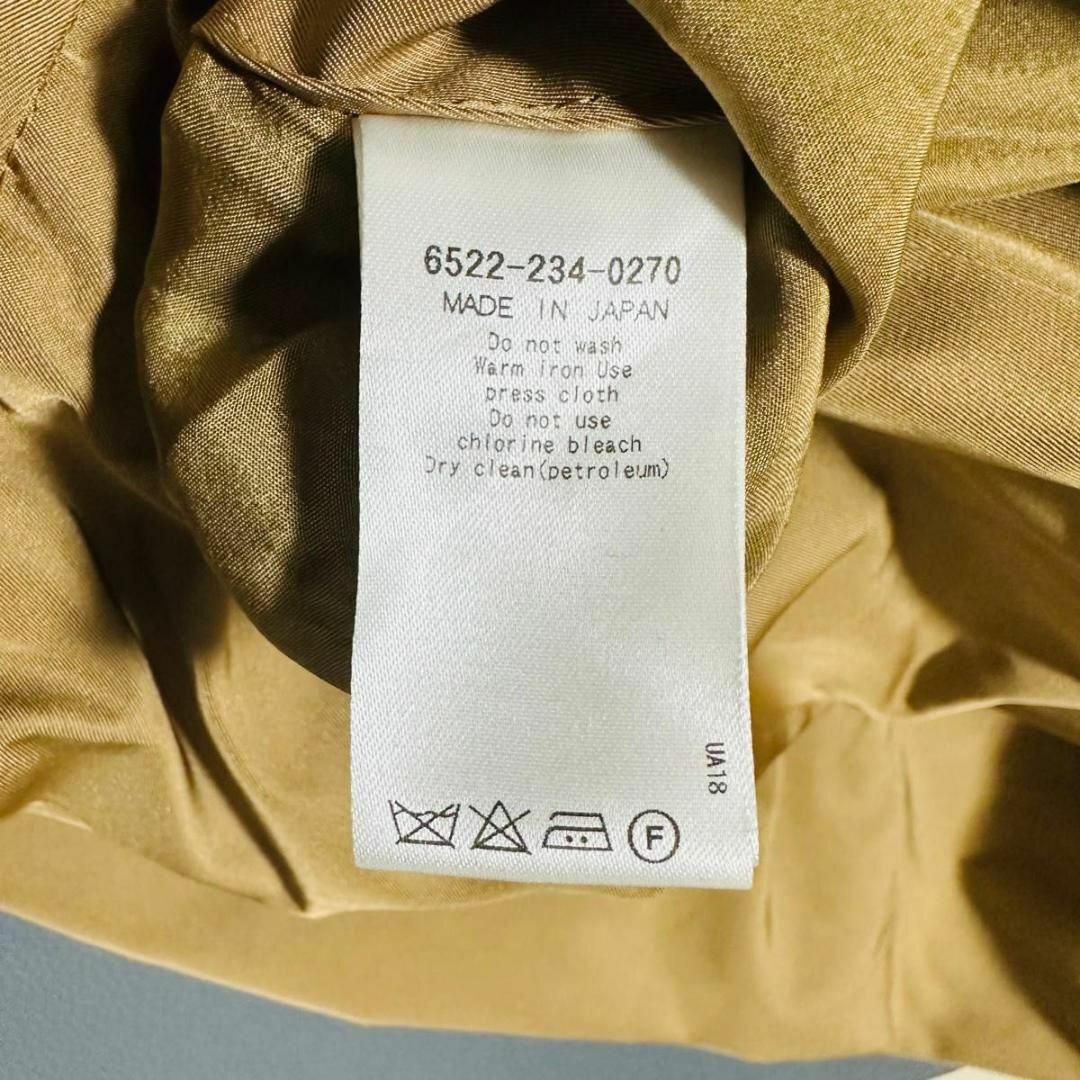 6522-234-0270
MADE IN JAPAN
Do not wash
Warm iron Use
press cloth
Do not use
chlorine bleach
Dry clean(petroleum)
UA18
F